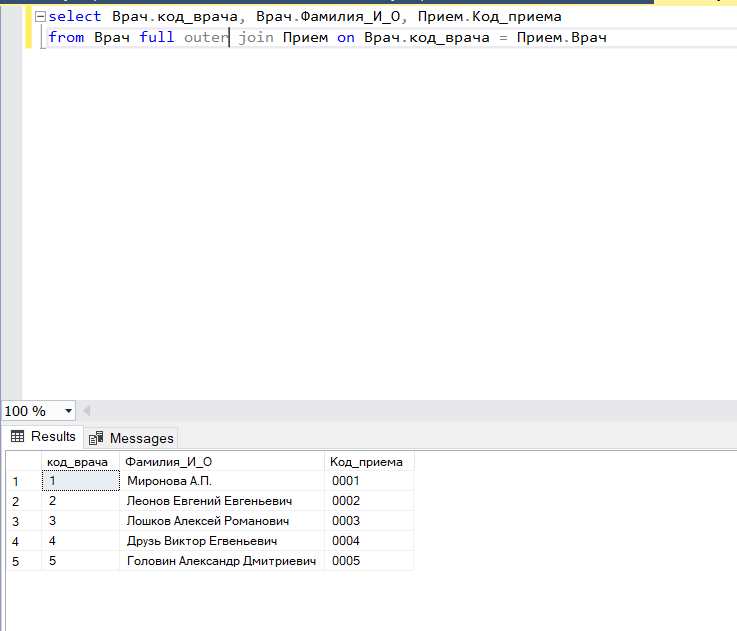 select Врач.код_врача, Врач.Фамилия_И_О, Прием.Код_приема
from Врач full outer join Прием on Врач.код_врача = Прием.Врач
100 %
Results Messages
код_врача Фамилия_И_О Код_приема
1 1 Миронова А.П. 0001
2 2 Леонов Евгений Евгеньевич 0002
3 3 Лошков Алексей Романович 0003
4 4 Друзь Виктор Егвеньевич 0004
5 5 Головин Александр Дмитриевич 0005